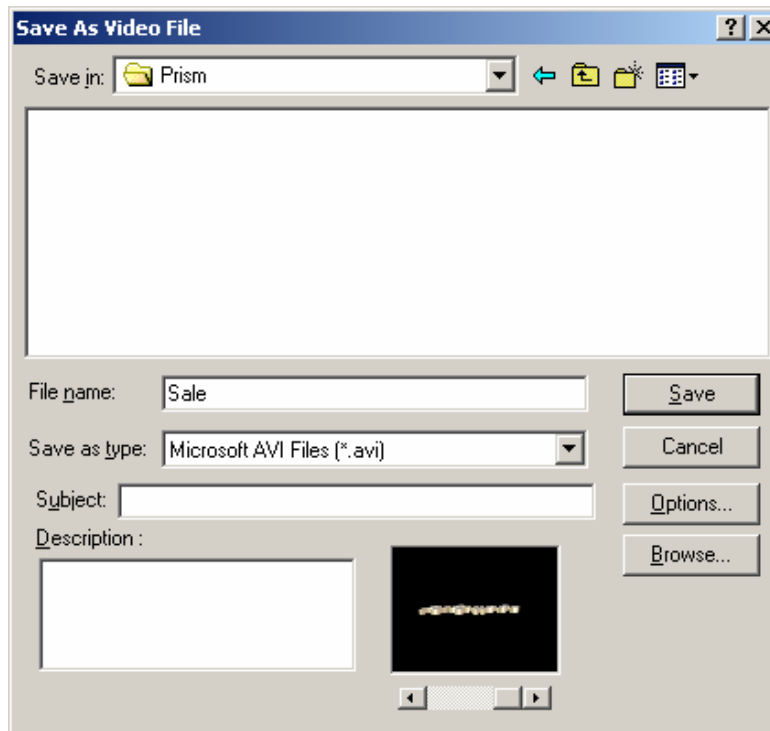 Save As Video File
Save in: Prism
File name: Sale
Save
Save as type: Microsoft AVI Files (*.avi)
Cancel
Subject:
Options...
Description :
Browse...